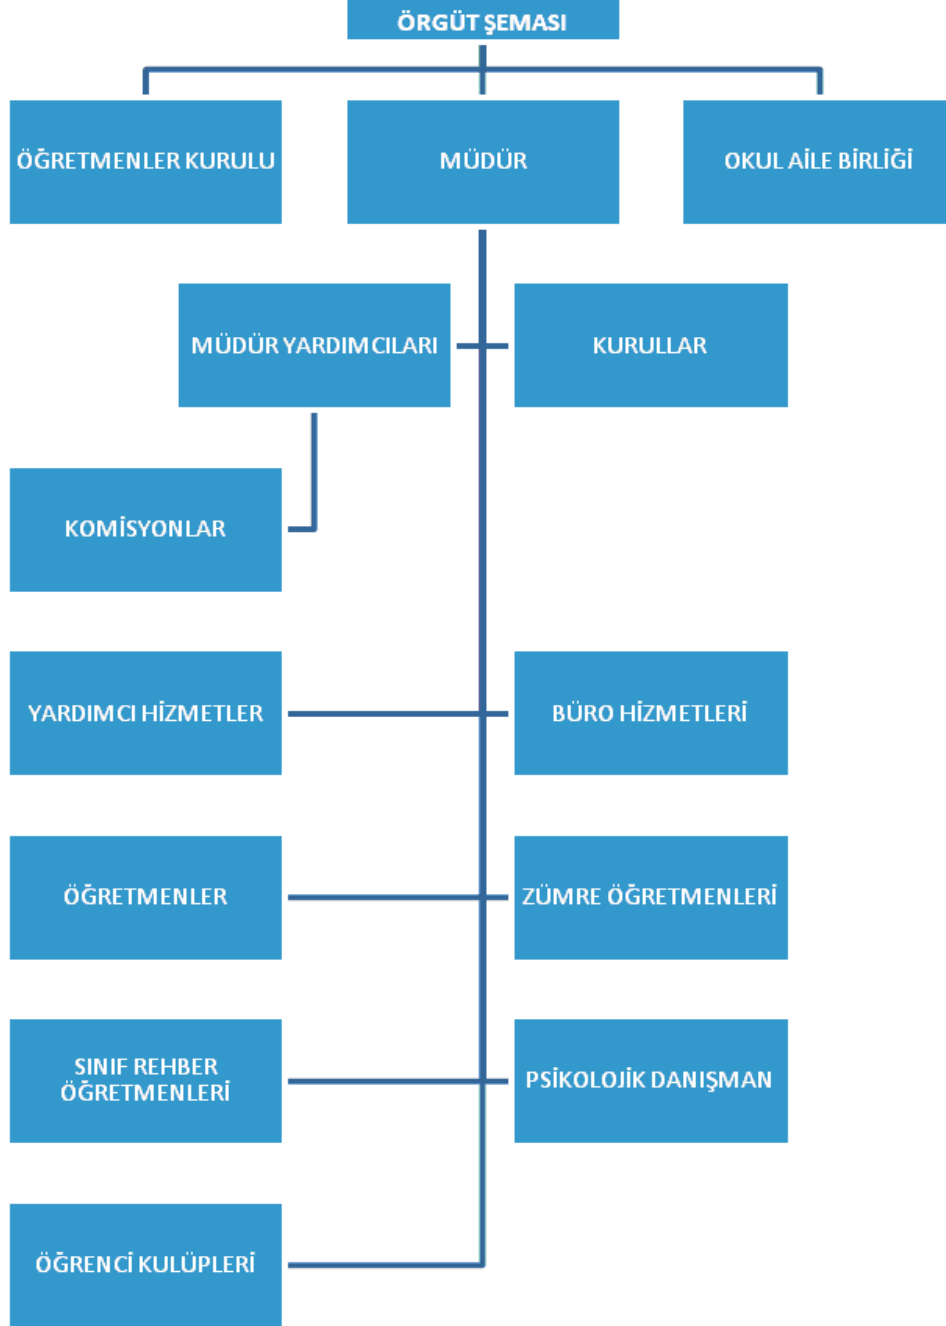 ÖRGÜT ŞEMASI
ÖĞRETMENLER KURULU
MÜDÜR
OKUL AİLE BİRLİĞİ
MÜDÜR YARDIMCILARI
KURULLAR
KOMİSYONLAR
YARDIMCI HİZMETLER
BÜRO HİZMETLERİ
ÖĞRETMENLER
ZÜMRE ÖĞRETMENLERİ
SINIF REHBER
ÖĞRETMENLERİ
PSİKOLOJİK DANIŞMAN
ÖĞRENCİ KULÜPLERİ